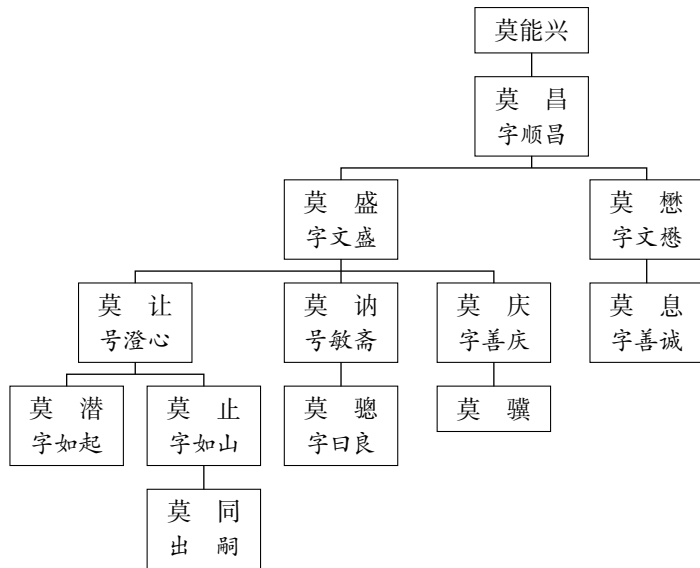 莫能兴
莫　昌
字顺昌
莫　盛
字文盛
莫　懋
字文懋
莫　让
号澄心
莫　讷
号敏斋
莫　庆
字善庆
莫　息
字善诚
莫　潜
字如起
莫　止
字如山
莫　骢
字曰良
莫　骥
莫　同
出　嗣